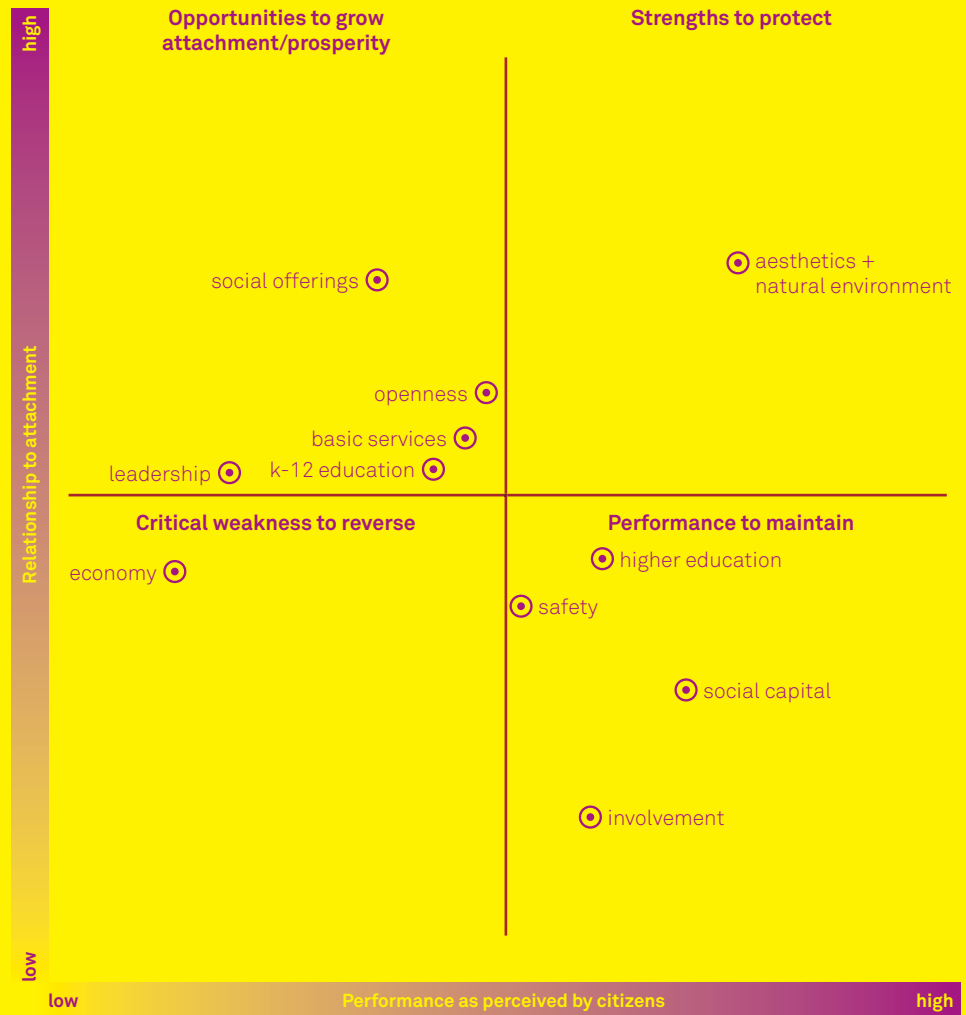 high
Opportunities to grow
attachment/prosperity
Strengths to protect
aesthetics +
natural environment
social offerings
openness
basic services
k-12 education
leadership
Relationship to attachment
Critical weakness to reverse
Performance to maintain
higher education
economy
safety
social capital
involvement
low
low
Performance as perceived by citizens
high